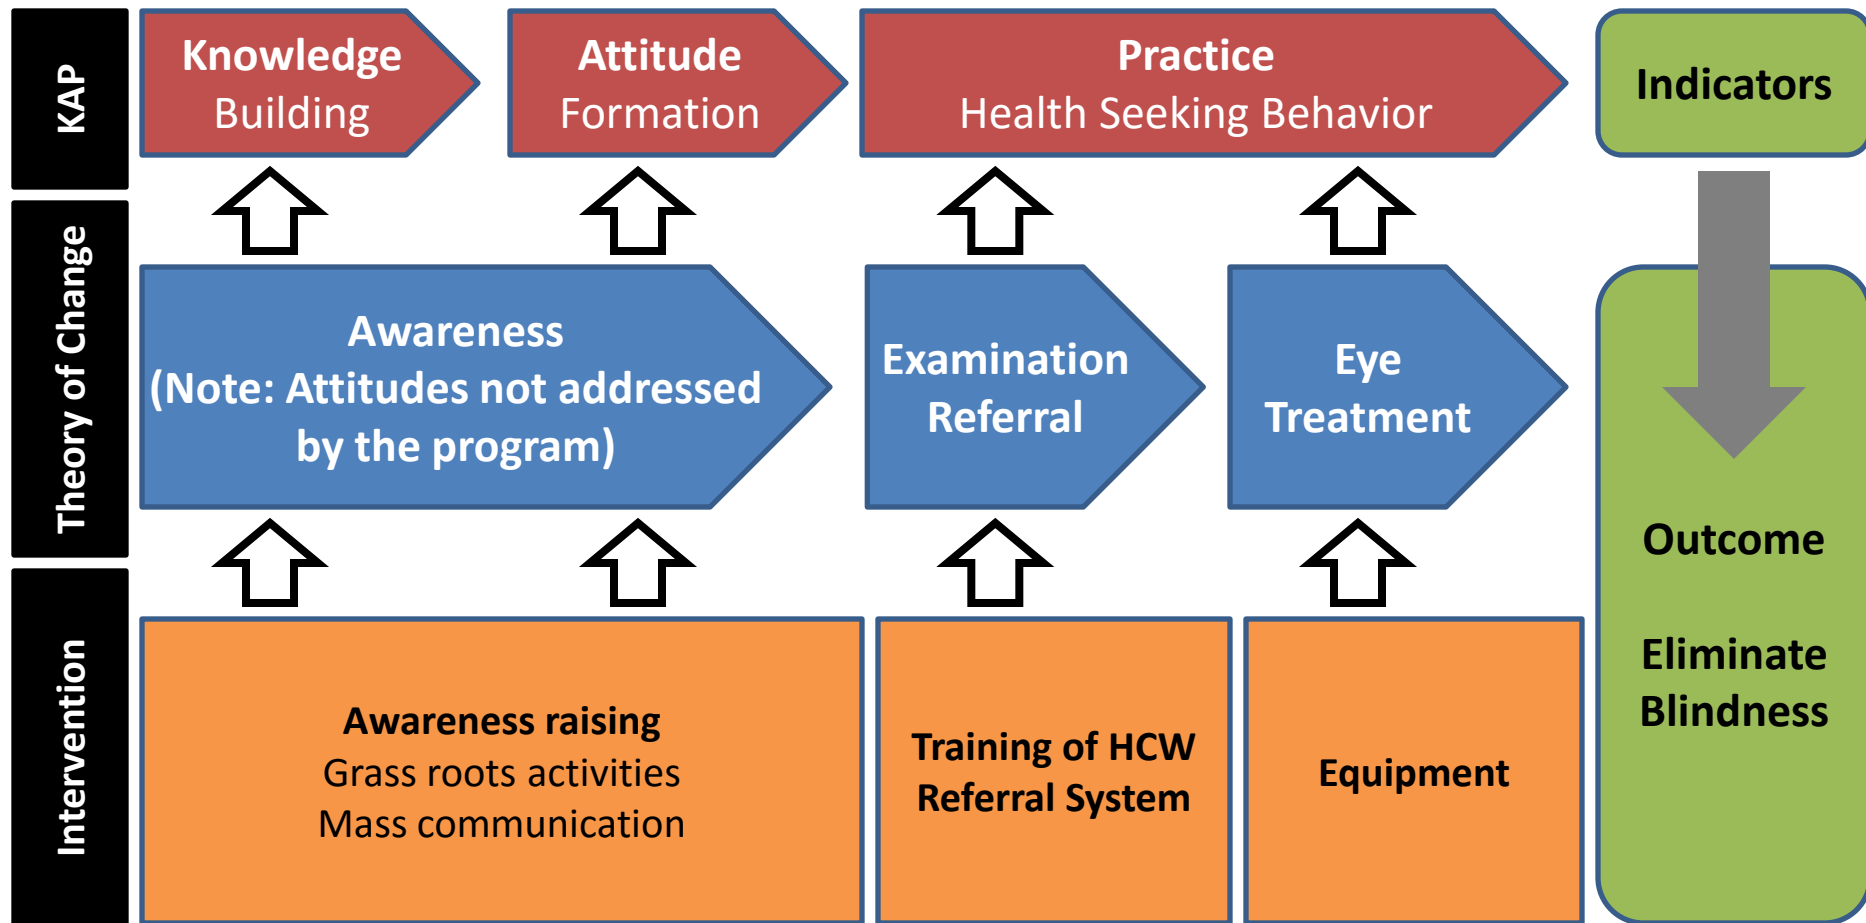 KAP
Knowledge
Building
Attitude
Formation
Practice
Health Seeking Behavior
Indicators
Theory of Change
Awareness
(Note: Attitudes not addressed
by the program)
Examination
Referral
Eye
Treatment
Outcome
Eliminate
Blindness
Intervention
Awareness raising
Grass roots activities
Mass communication
Training of HCW
Referral System
Equipment